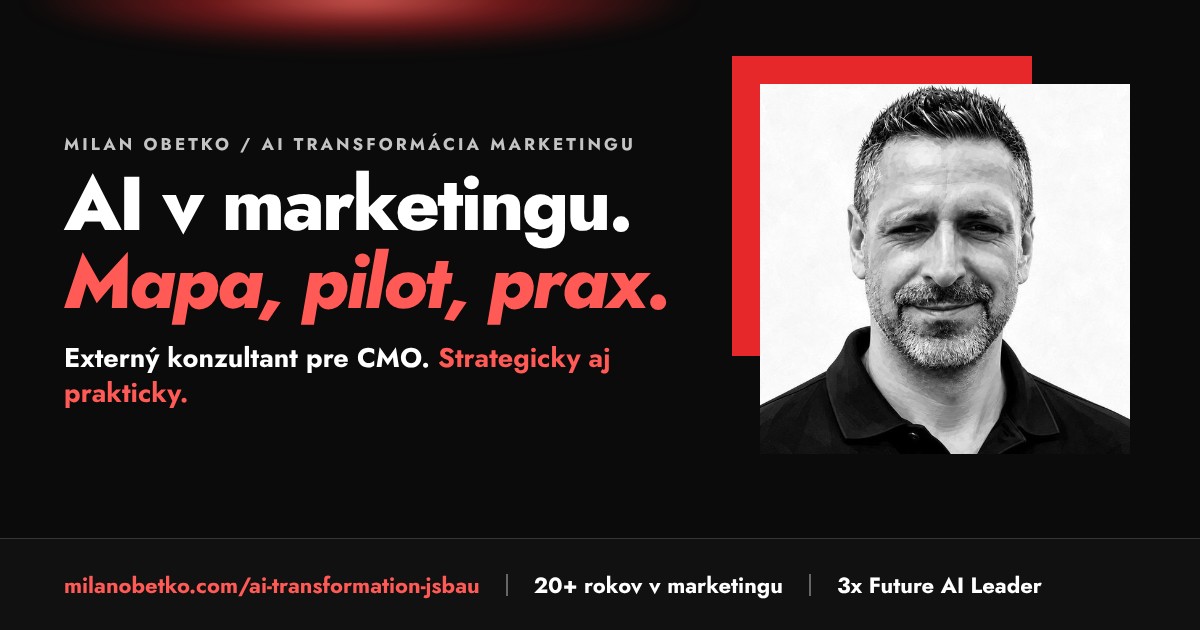 MILAN OBETKO / AI TRANSFORMÁCIA MARKETINGU
AI v marketingu.
Mapa, pilot, prax.
Externý konzultant pre CMO. Strategicky aj
prakticky.
milanobetko.com/ai-transformation-jsbau
20+ rokov v marketingu
3x Future AI Leader